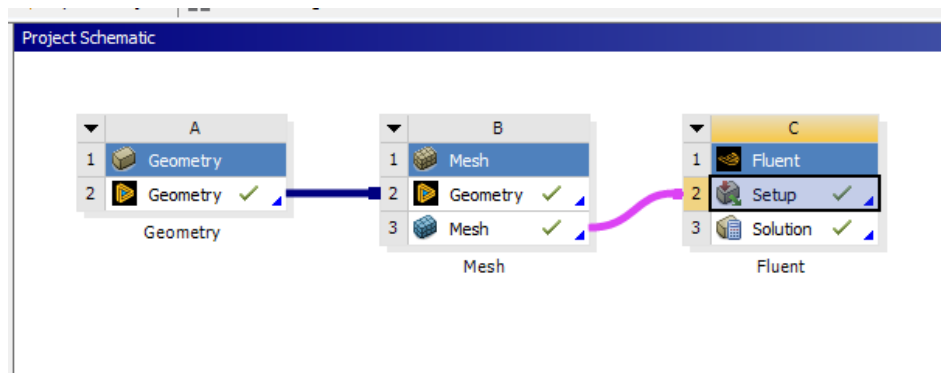 Project Schematic
A B C
1 Geometry 1 Mesh 1 Fluent
2 Geometry 2 Geometry 2 Setup
Geometry 3 Mesh 3 Solution
Mesh Fluent